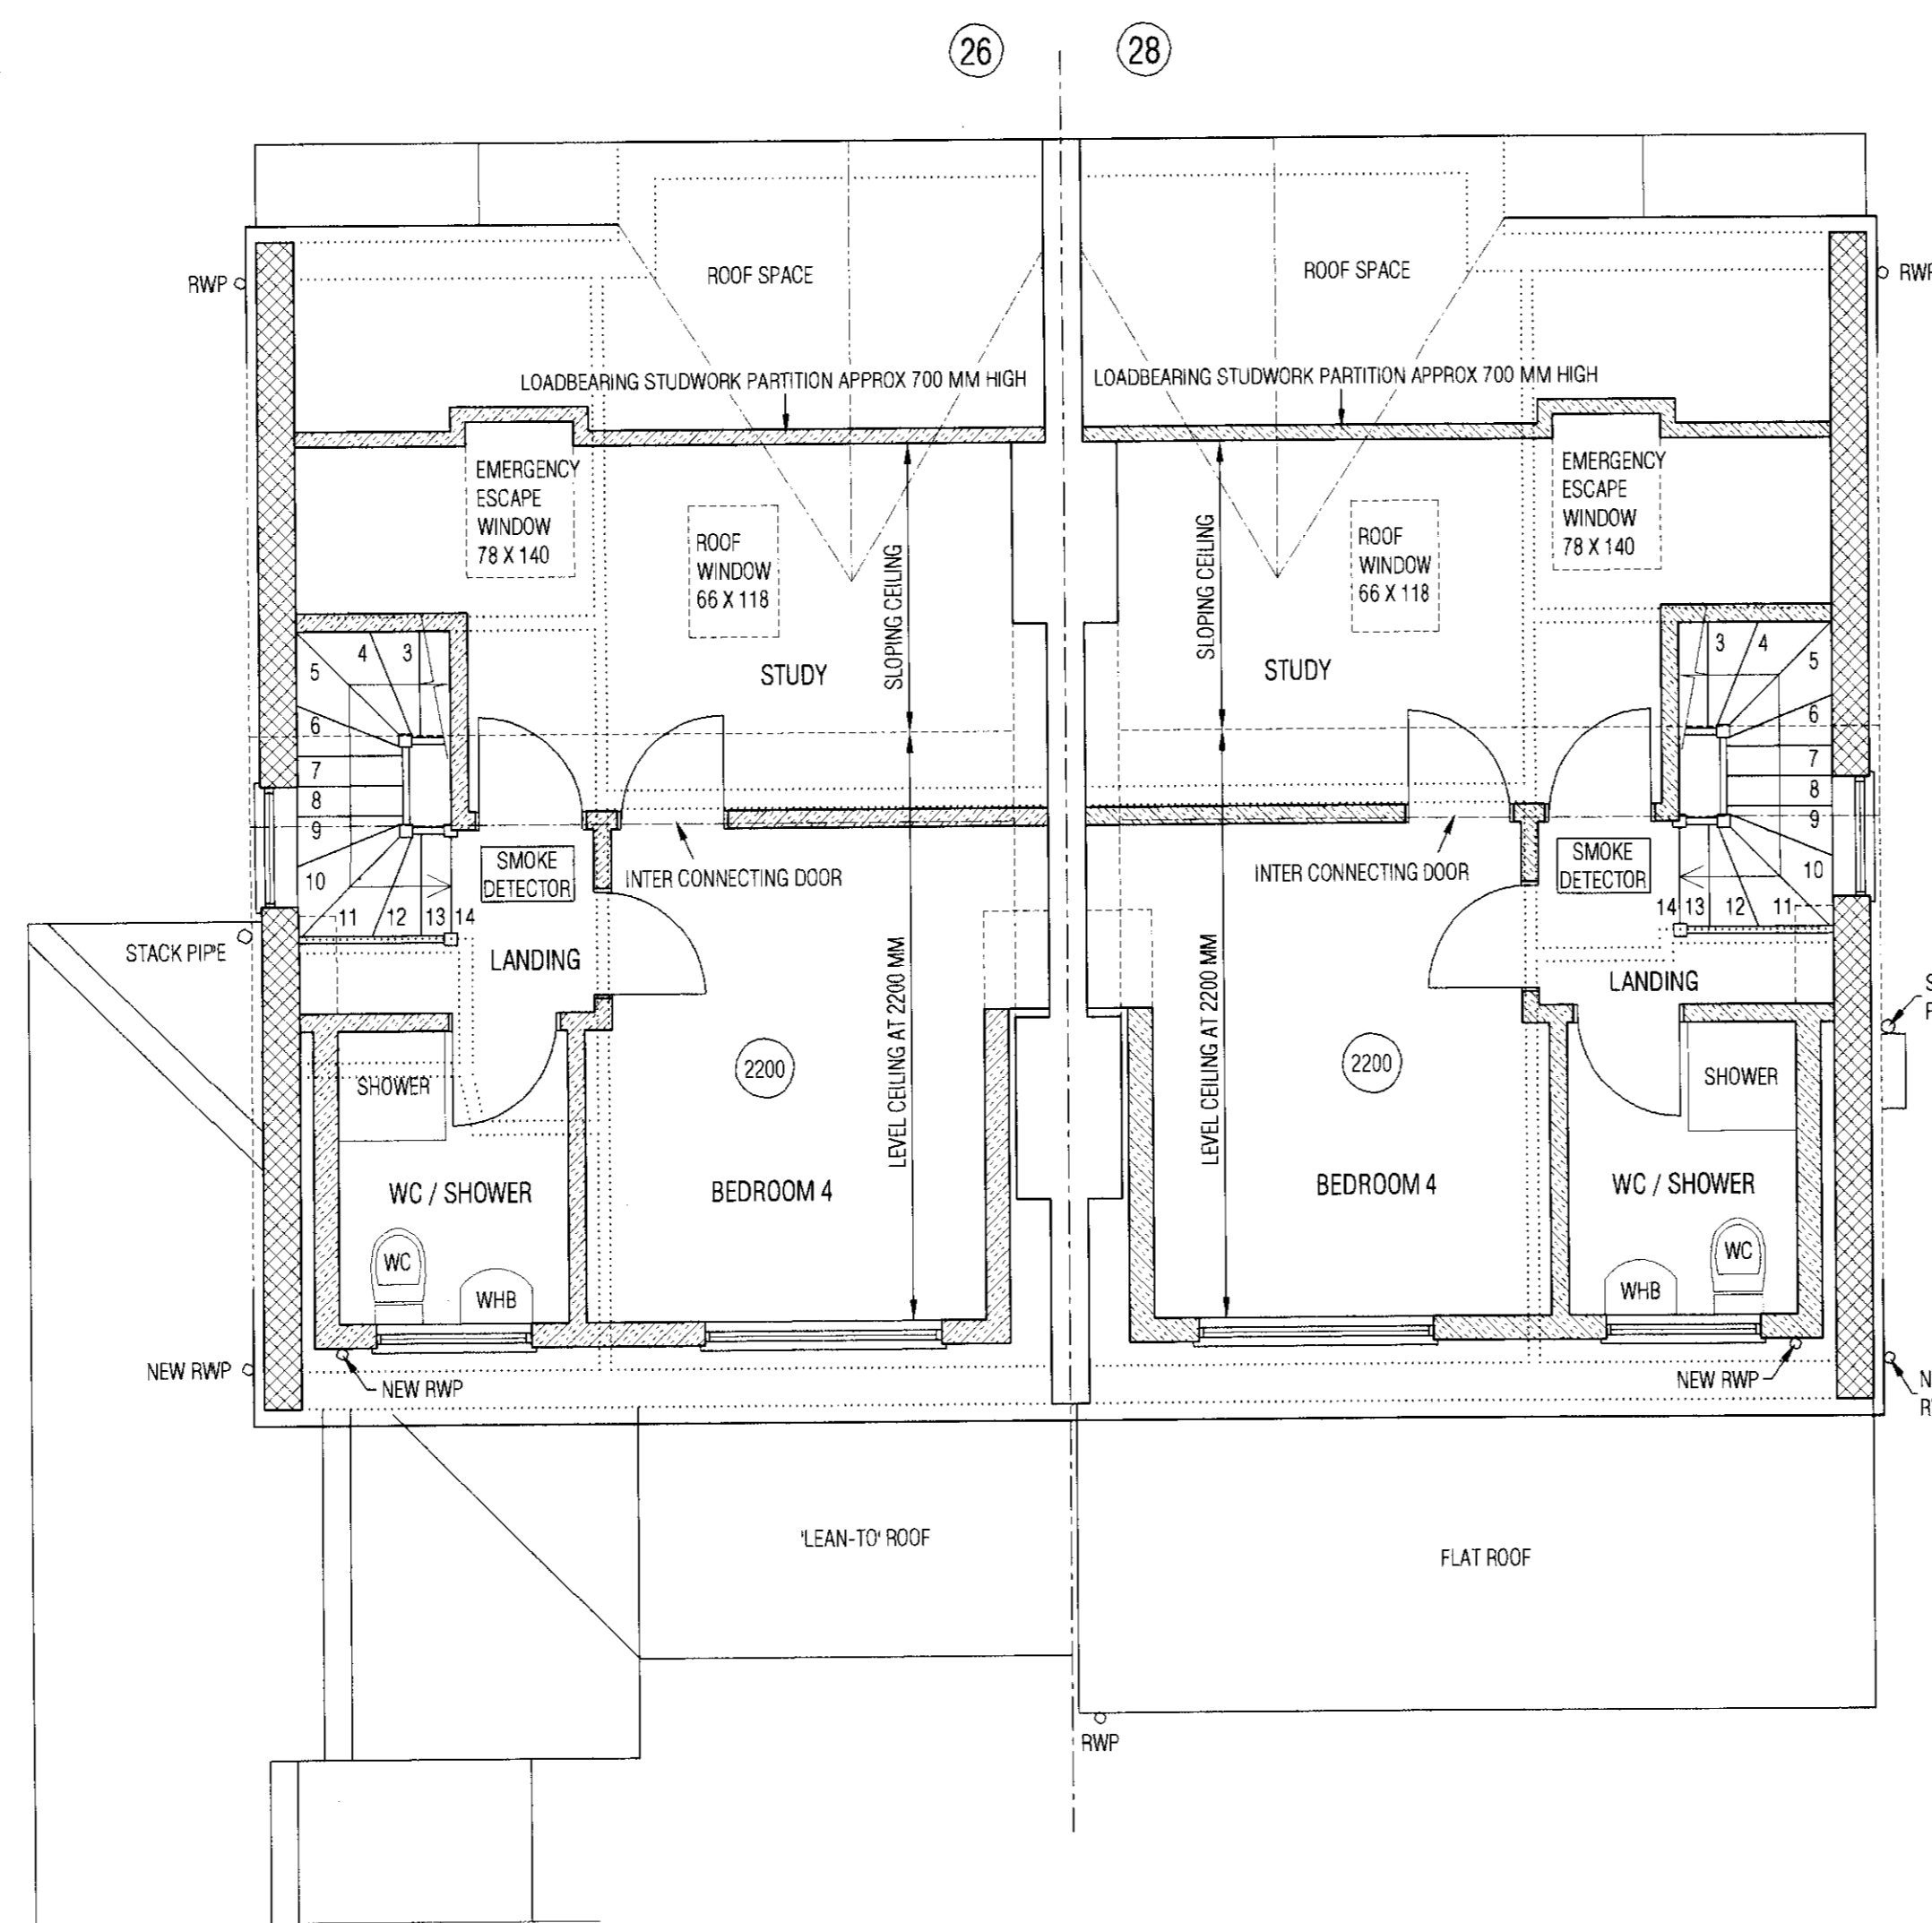 26
28
ROOF SPACE
ROOF SPACE
RWP
RWP
LOADBEARING STUDWORK PARTITION APPROX 700 MM HIGH
LOADBEARING STUDWORK PARTITION APPROX 700 MM HIGH
EMERGENCY
ESCAPE
WINDOW
78 X 140
ROOF
WINDOW
66 X 118
SLOPING CEILING
STUDY
SLOPING CEILING
STUDY
ROOF
WINDOW
66 X 118
EMERGENCY
ESCAPE
WINDOW
78 X 140
3
4
5
6
7
8
9
10
11
12
13
14
3
4
5
6
7
8
9
10
11
12
13
14
SMOKE
DETECTOR
INTER CONNECTING DOOR
INTER CONNECTING DOOR
SMOKE
DETECTOR
STACK PIPE
LANDING
LANDING
LEVEL CEILING AT 2200 MM
LEVEL CEILING AT 2200 MM
2200
2200
SHOWER
SHOWER
WC / SHOWER
BEDROOM 4
BEDROOM 4
WC / SHOWER
WC
WHB
WHB
WC
NEW RWP
NEW RWP
NEW RWP
'LEAN-TO' ROOF
FLAT ROOF
RWP